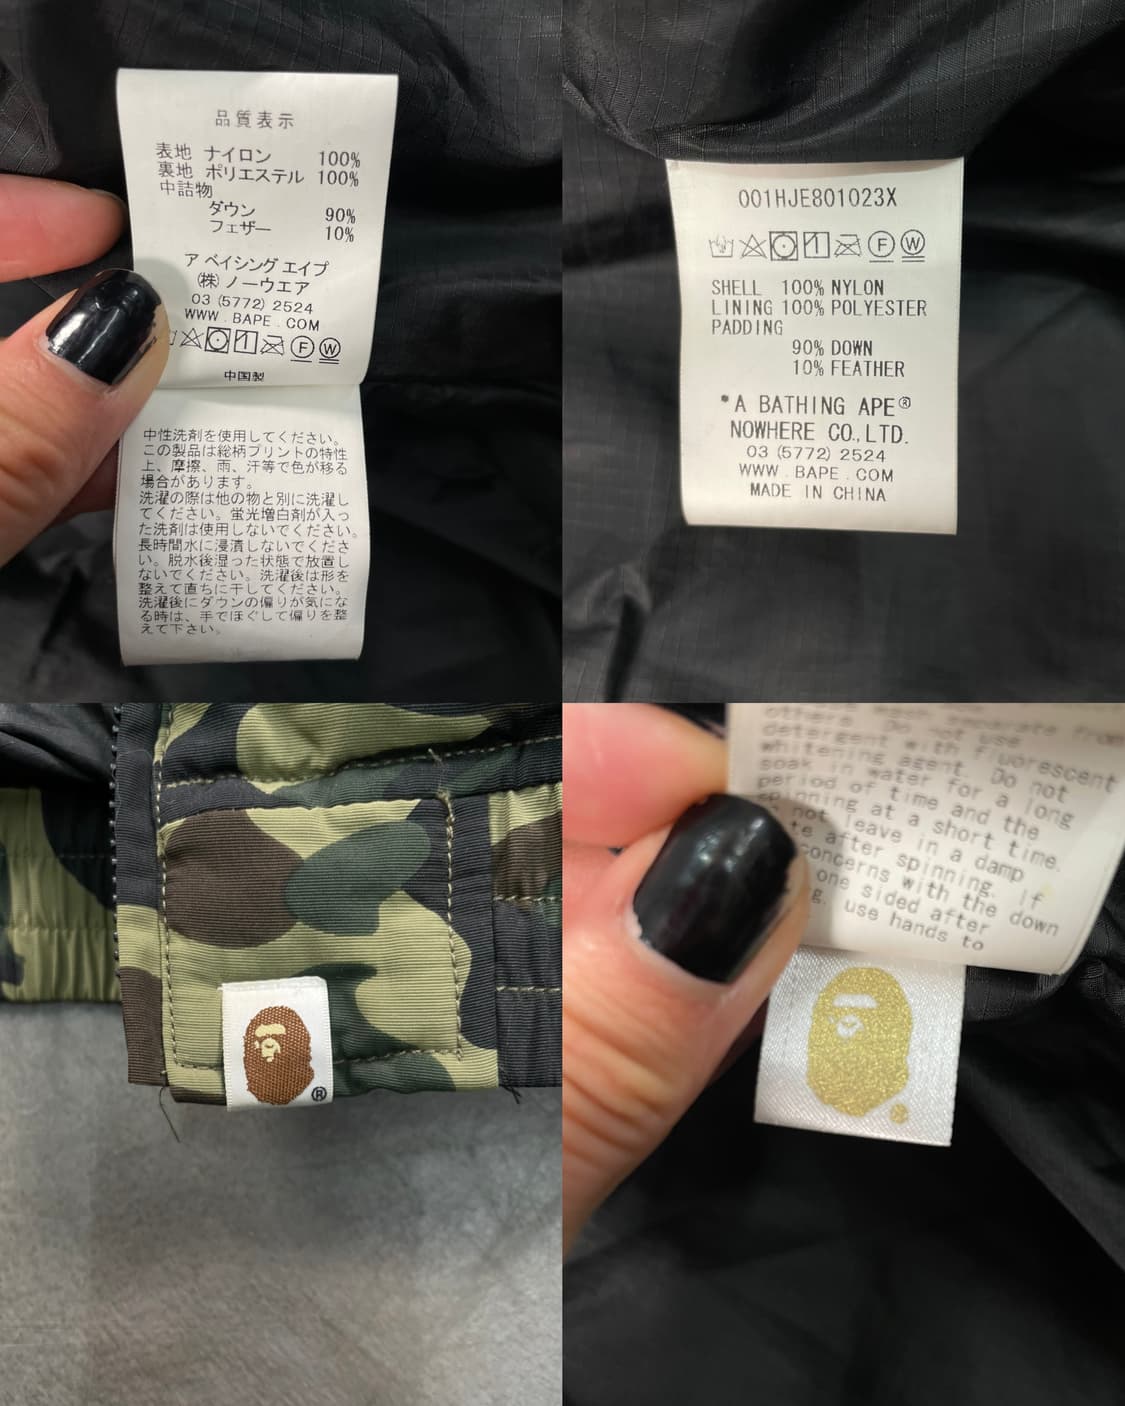 品質表示
表地 ナイロン 100%
裏地 ポリエステル 100%
中詰物
ダウン 90%
フェザー 10%
ア ベイシング エイプ
(株) ノーウエア
03 (5772) 2524
WWW.BAPE.COM
1 F W
中国製
中性洗剤を使用してください。
この製品は総柄プリントの特性
上、摩擦、雨、汗等で色が移る
場合があります。
洗濯の際は他の物と別に洗濯し
てください。蛍光増白剤が入っ
た洗剤は使用しないでください。
長時間水に浸漬しないでくださ
い。脱水後湿った状態で放置し
ないでください。洗濯後は形を
整えて直ちに干してください。
洗濯後にダウンの偏りが気にな
る時は、手でほぐして偏りを整
えて下さい。
001HJE801023X
1 F W
SHELL 100% NYLON
LINING 100% POLYESTER
PADDING
90% DOWN
10% FEATHER
*A BATHING APE®
NOWHERE CO.,LTD.
03 (5772) 2524
WWW.BAPE.COM
MADE IN CHINA
®
wash separate from
others. Do not use
detergent with fluorescent
whitening agent. Do not
soak in water for a long
period of time and the
spinning at a short time.
not leave in a damp
te after spinning. If
concerns with the down
one sided after
g. use hands to
®